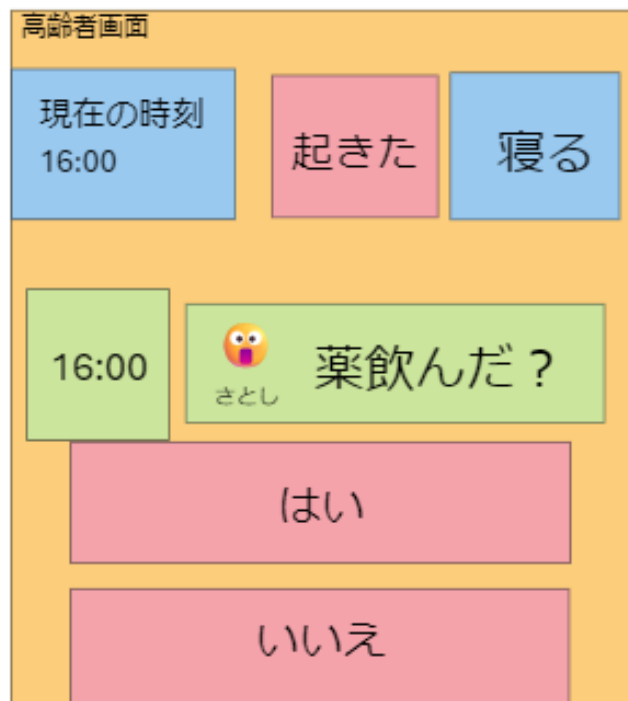 高齢者画面
現在の時刻
16:00
起きた
寝る
16:00
さとし
薬飲んだ？
はい
いいえ